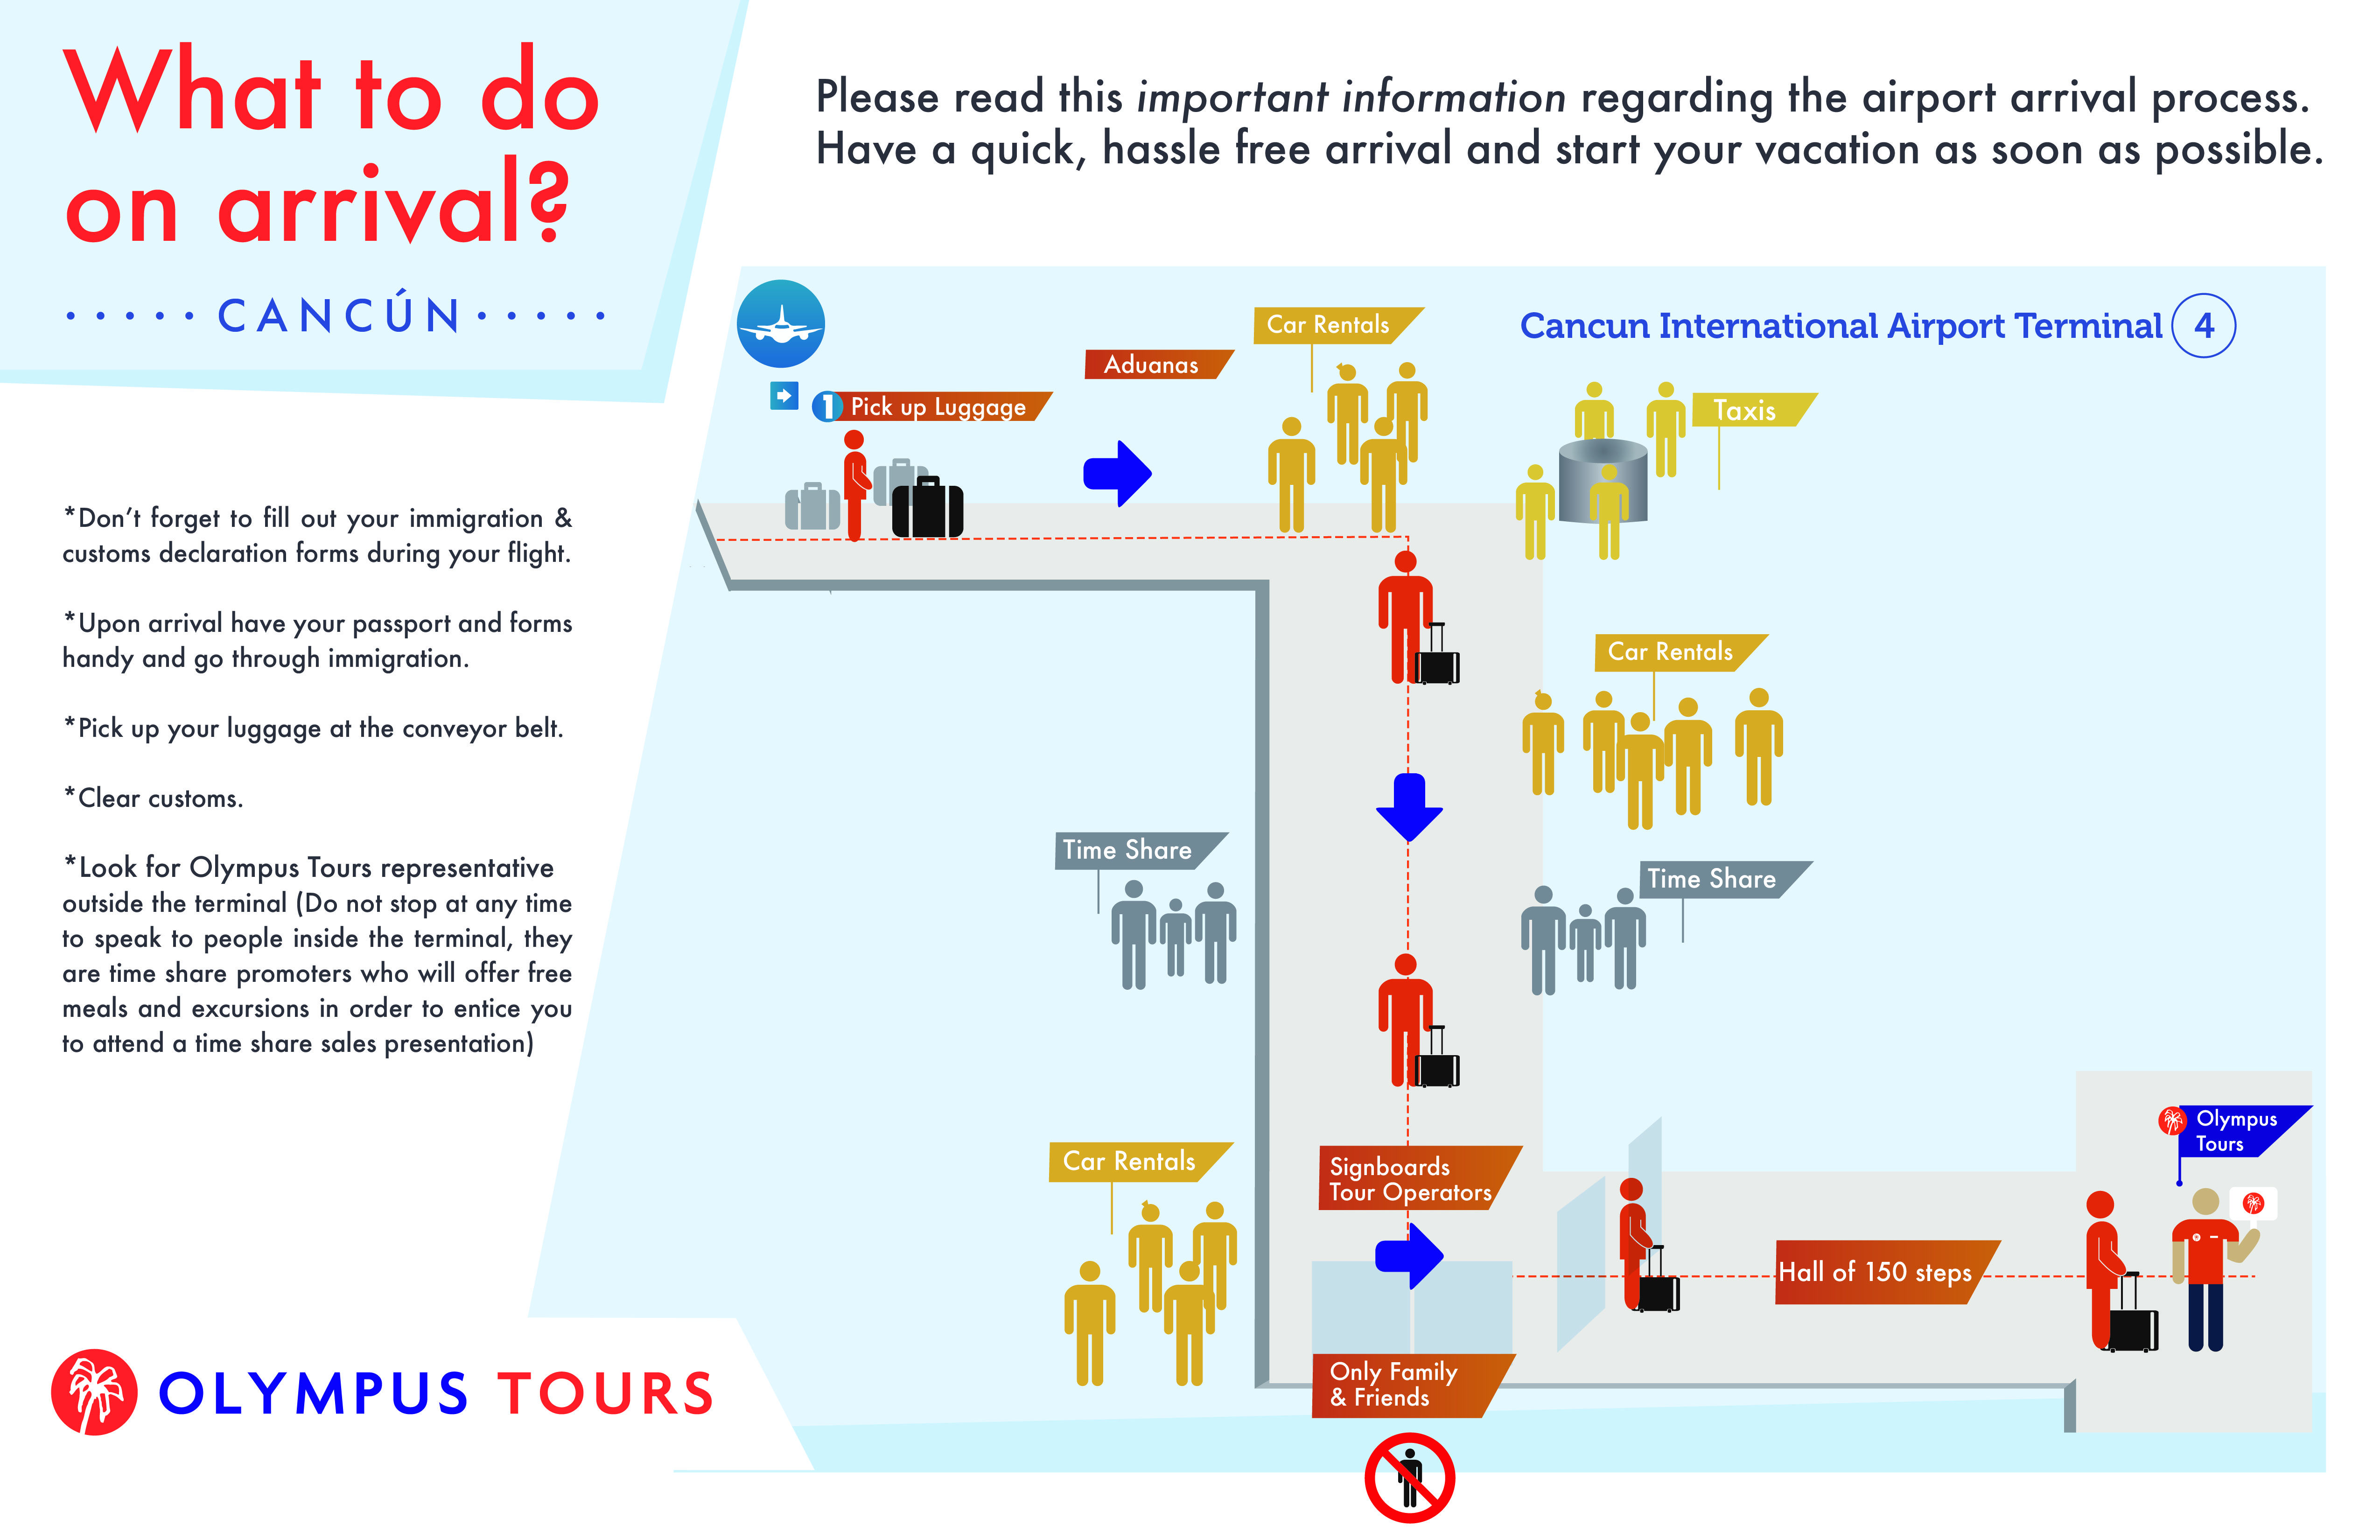 What to do
on arrival?
· · · · · CANCÚN · · · · ·
Please read this important information regarding the airport arrival process.
Have a quick, hassle free arrival and start your vacation as soon as possible.
*Don't forget to fill out your immigration &
customs declaration forms during your flight.
*Upon arrival have your passport and forms
handy and go through immigration.
*Pick up your luggage at the conveyor belt.
*Clear customs.
*Look for Olympus Tours representative
outside the terminal (Do not stop at any time
to speak to people inside the terminal, they
are time share promoters who will offer free
meals and excursions in order to entice you
to attend a time share sales presentation)
OLYMPUS TOURS
Cancun International Airport Terminal 4
1 Pick up Luggage
Aduanas
Car Rentals
Taxis
Car Rentals
Time Share
Time Share
Car Rentals
Signboards
Tour Operators
Only Family
& Friends
Hall of 150 steps
Olympus
Tours